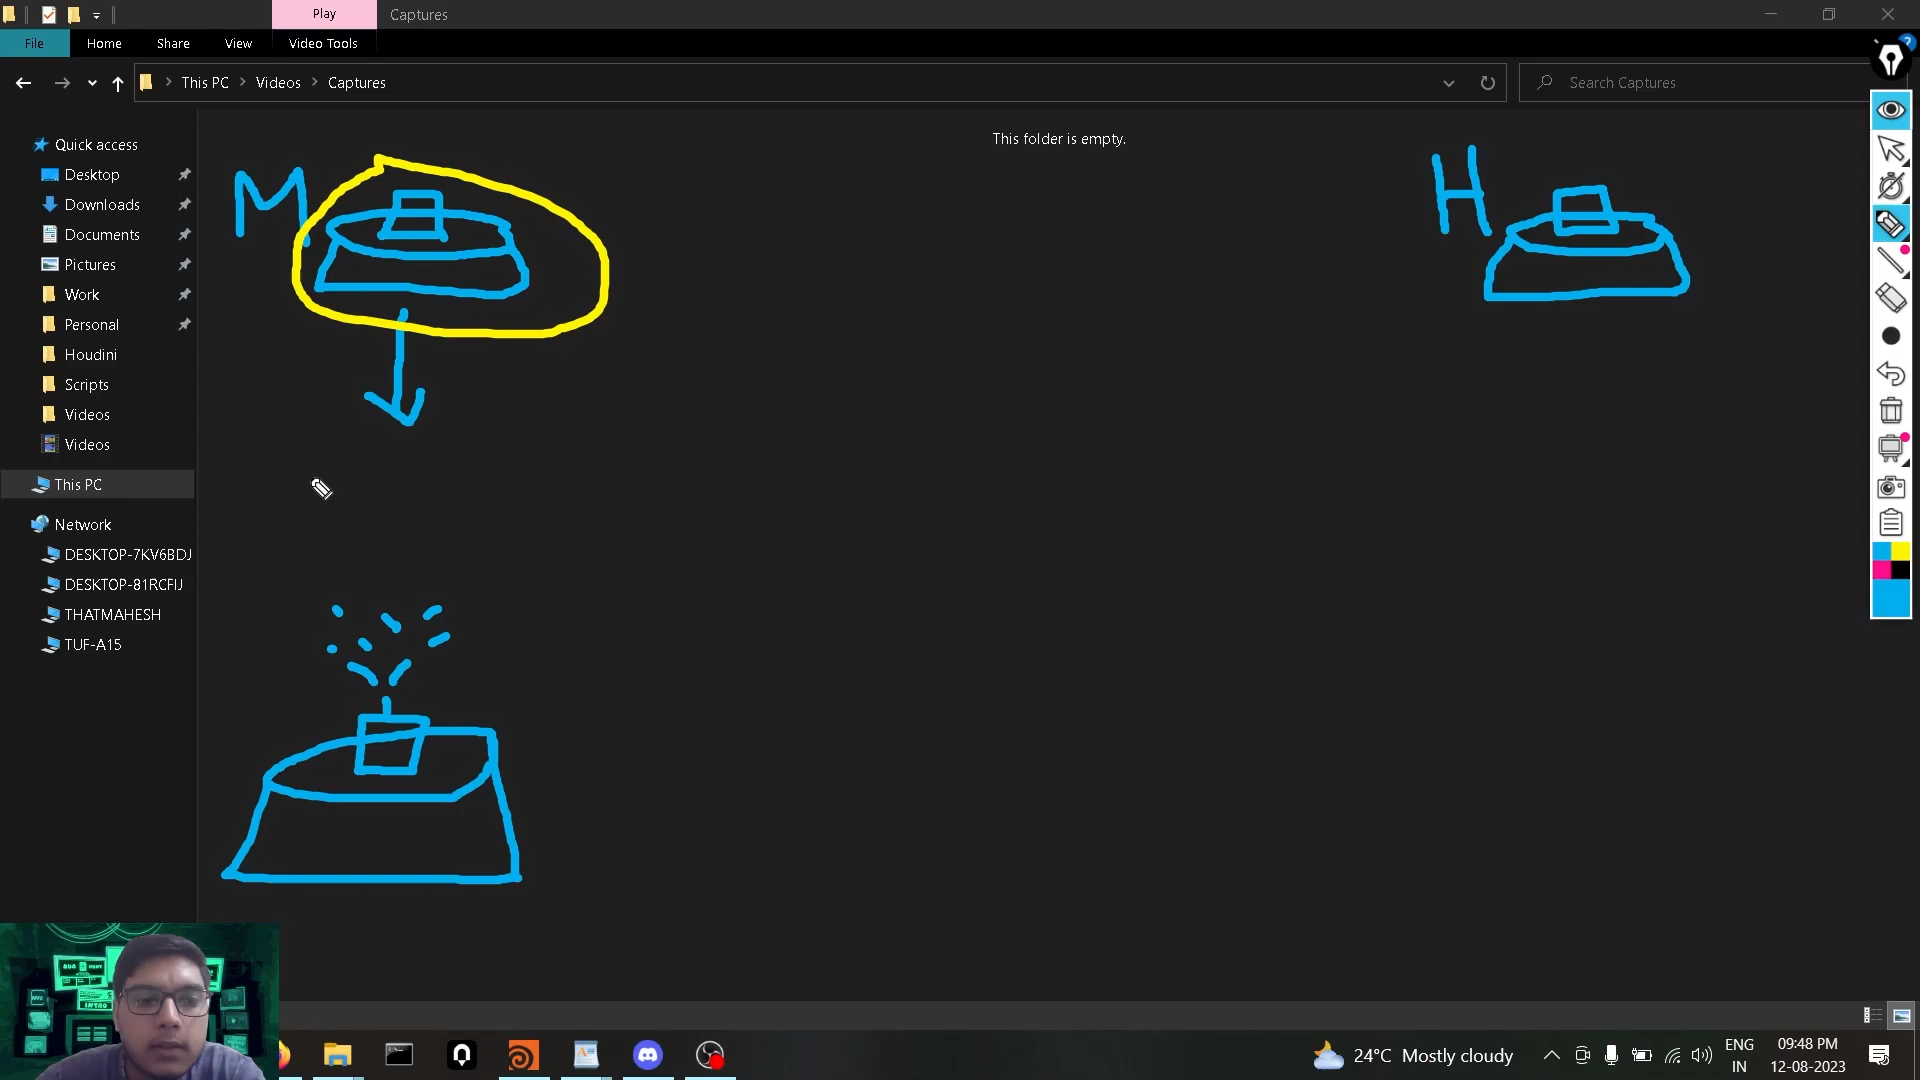 Play
Captures
File
Home
Share
View
Video Tools
This PC
Videos
Captures
Search Captures
Quick access
Desktop
Downloads
Documents
Pictures
Work
Personal
Houdini
Scripts
Videos
Videos
This PC
Network
DESKTOP-7KV6BDJ
DESKTOP-81RCFIJ
THATMAHESH
TUF-A15
This folder is empty.
M
H
INTRO
24°C Mostly cloudy
ENG
IN
09:48 PM
12-08-2023